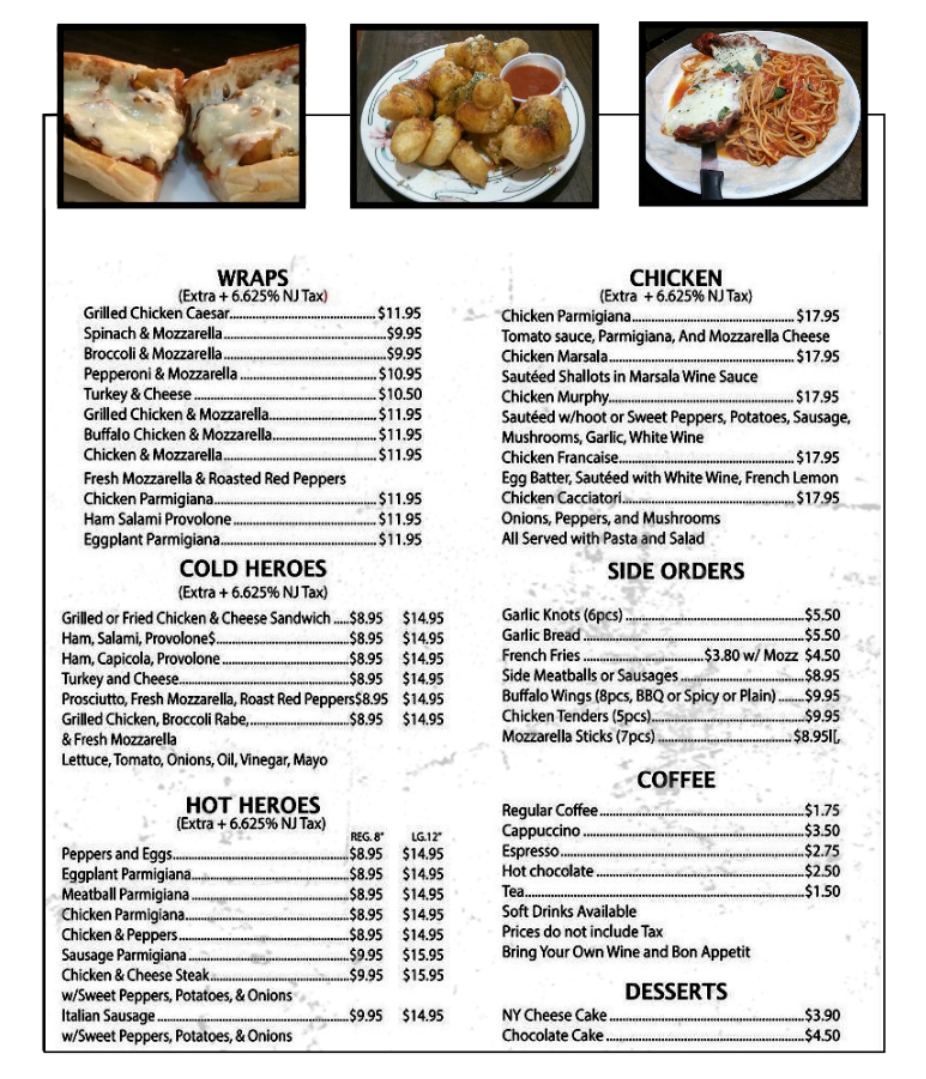 WRAPS
(Extra + 6.625% NJ Tax)
Grilled Chicken Caesar.................................... $11.95
Spinach & Mozzarella.........................................$9.95
Broccoli & Mozzarella.........................................$9.95
Pepperoni & Mozzarella .................................. $10.95
Turkey & Cheese .............................................. $10.50
Grilled Chicken & Mozzarella........................... $11.95
Buffalo Chicken & Mozzarella.......................... $11.95
Chicken & Mozzarella...................................... $11.95
Fresh Mozzarella & Roasted Red Peppers
Chicken Parmigiana......................................... $11.95
Ham Salami Provolone .................................... $11.95
Eggplant Parmigiana....................................... $11.95
COLD HEROES
(Extra + 6.625% NJ Tax)
Grilled or Fried Chicken & Cheese Sandwich ....$8.95 $14.95
Ham, Salami, Provolone$.................................$8.95 $14.95
Ham, Capicola, Provolone ...............................$8.95 $14.95
Turkey and Cheese..........................................$8.95 $14.95
Prosciutto, Fresh Mozzarella, Roast Red Peppers$8.95 $14.95
Grilled Chicken, Broccoli Rabe,.........................$8.95 $14.95
& Fresh Mozzarella
Lettuce, Tomato, Onions, Oil, Vinegar, Mayo
HOT HEROES
(Extra + 6.625% NJ Tax)
REG. 8" LG.12"
Peppers and Eggs...........................................$8.95 $14.95
Eggplant Parmigiana.......................................$8.95 $14.95
Meatball Parmigiana .......................................$8.95 $14.95
Chicken Parmigiana........................................$8.95 $14.95
Chicken & Peppers..........................................$8.95 $14.95
Sausage Parmigiana ........................................$9.95 $15.95
Chicken & Cheese Steak...................................$9.95 $15.95
w/Sweet Peppers, Potatoes, & Onions
Italian Sausage ...............................................$9.95 $14.95
w/Sweet Peppers, Potatoes, & Onions
CHICKEN
(Extra + 6.625% NJ Tax)
Chicken Parmigiana....................................... $17.95
Tomato sauce, Parmigiana, And Mozzarella Cheese
Chicken Marsala............................................. $17.95
Sautéed Shallots in Marsala Wine Sauce
Chicken Murphy............................................. $17.95
Sautéed w/hoot or Sweet Peppers, Potatoes, Sausage,
Mushrooms, Garlic, White Wine
Chicken Francaise........................................... $17.95
Egg Batter, Sautéed with White Wine, French Lemon
Chicken Cacciatori.......................................... $17.95
Onions, Peppers, and Mushrooms
All Served with Pasta and Salad
SIDE ORDERS
Garlic Knots (6pcs) ............................................$5.50
Garlic Bread ......................................................$5.50
French Fries ..............................$3.80 w/ Mozz $4.50
Side Meatballs or Sausages ...............................$8.95
Buffalo Wings (8pcs, BBQ or Spicy or Plain) .......$9.95
Chicken Tenders (5pcs)......................................$9.95
Mozzarella Sticks (7pcs) ................................. $8.95l[,
COFFEE
Regular Coffee...................................................$1.75
Cappuccino .......................................................$3.50
Espresso............................................................$2.75
Hot chocolate ...................................................$2.50
Tea....................................................................$1.50
Soft Drinks Available
Prices do not include Tax
Bring Your Own Wine and Bon Appetit
DESSERTS
NY Cheese Cake ................................................$3.90
Chocolate Cake .................................................$4.50